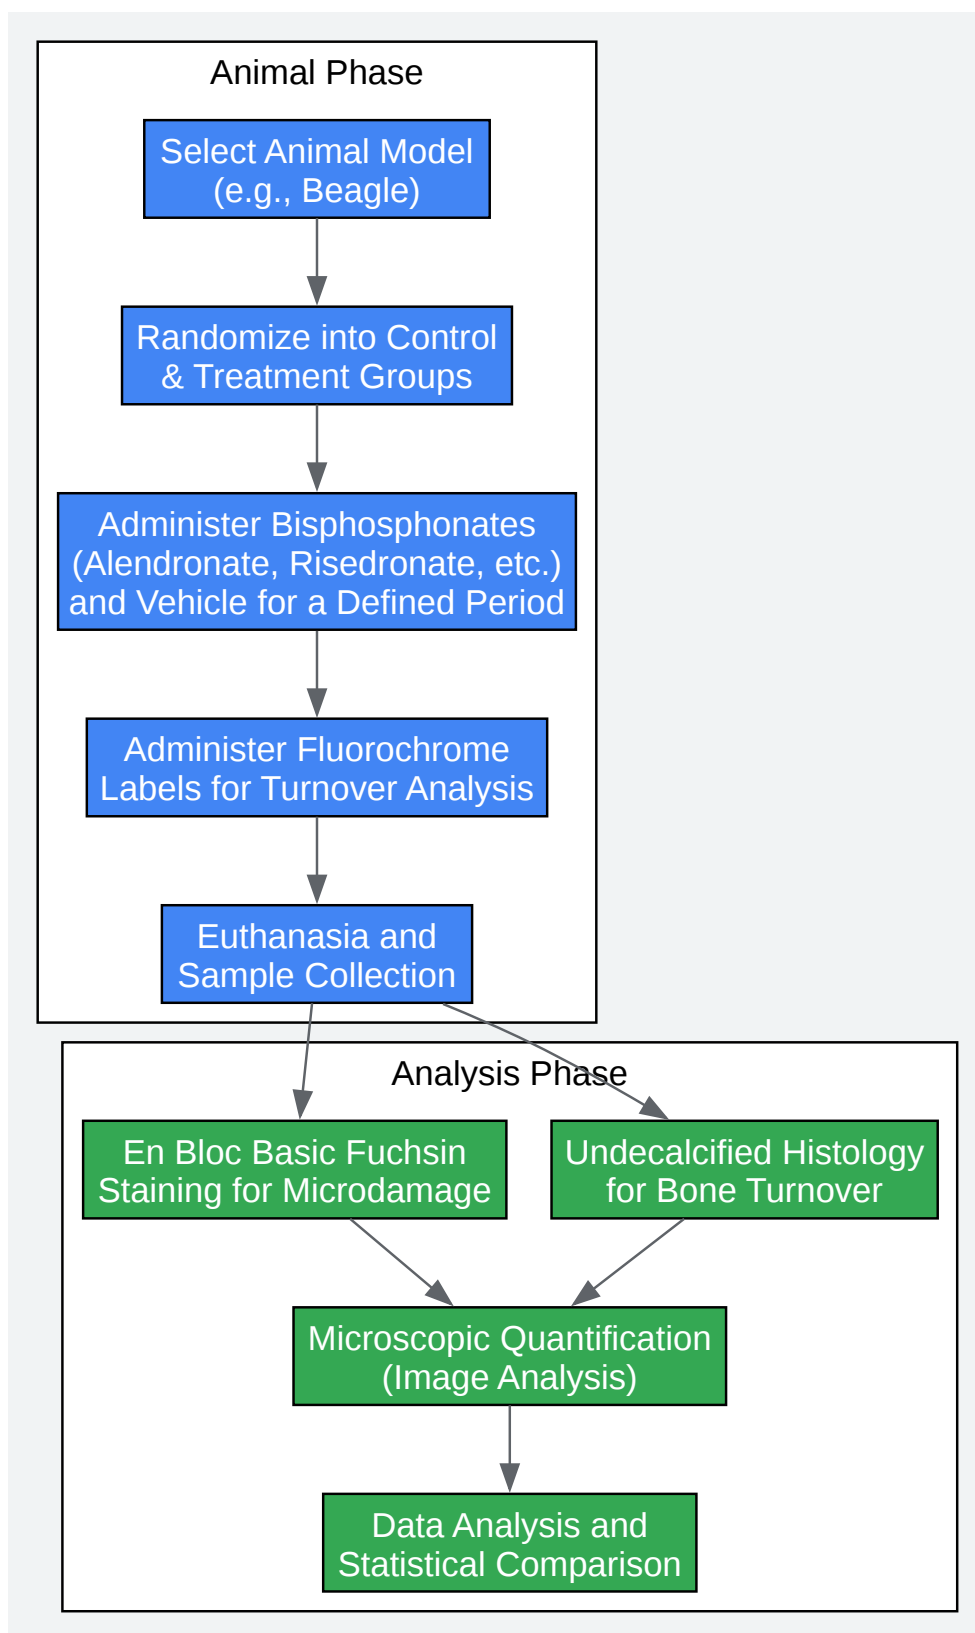 Animal Phase
Select Animal Model
(e.g., Beagle)
Randomize into Control
& Treatment Groups
Administer Bisphosphonates
(Alendronate, Risedronate, etc.)
and Vehicle for a Defined Period
Administer Fluorochrome
Labels for Turnover Analysis
Euthanasia and
Sample Collection
Analysis Phase
En Bloc Basic Fuchsin
Staining for Microdamage
Undecalcified Histology
for Bone Turnover
Microscopic Quantification
(Image Analysis)
Data Analysis and
Statistical Comparison